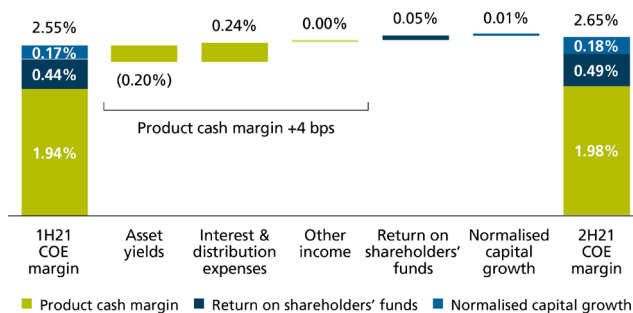 2.55%
0.17%
0.44%
1.94%
(0.20%)
0.24%
0.00%
0.05%
0.01%
2.65%
0.18%
0.49%
1.98%
Product cash margin +4 bps
1H21
COE
margin
Asset
yields
Interest &
distribution
expenses
Other
income
Return on
shareholders’
funds
Normalised
capital
growth
2H21
COE
margin
Product cash margin
Return on shareholders’ funds
Normalised capital growth